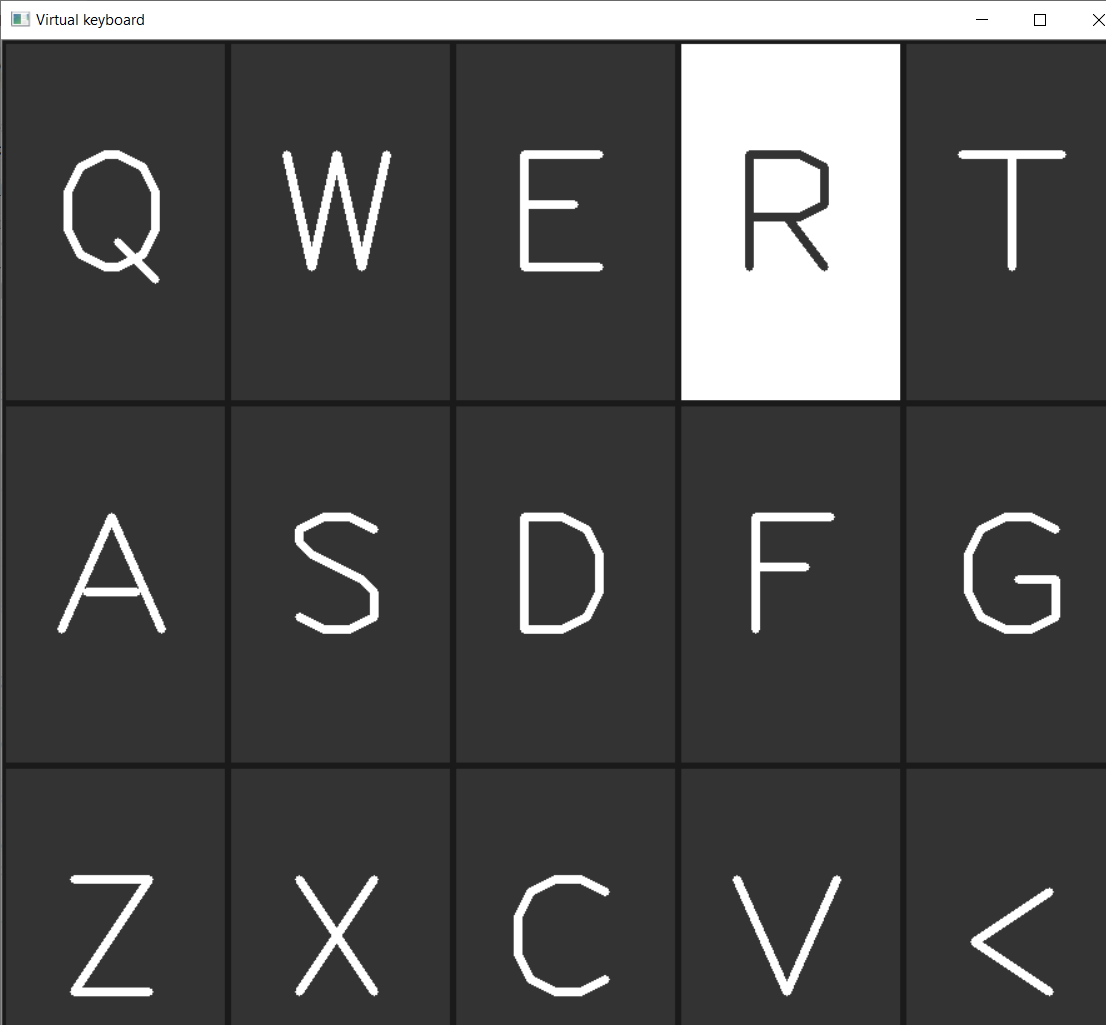 Virtual keyboard
Q W E R T
A S D F G
Z X C V <